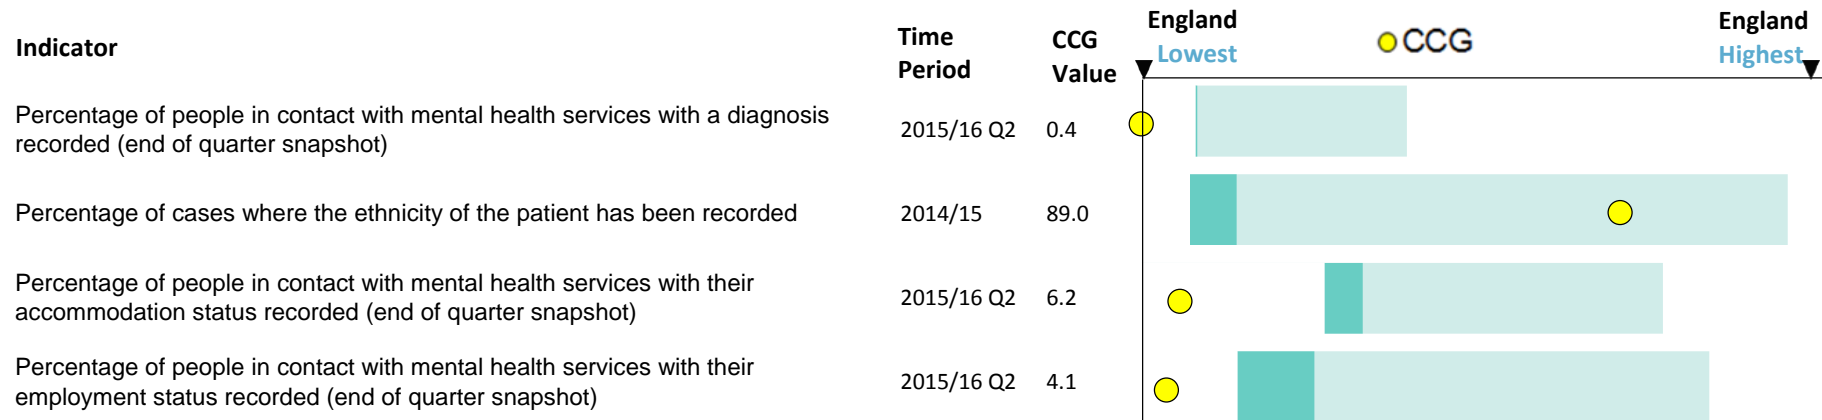 Indicator
Time Period
CCG Value
England Lowest
CCG
England Highest
Percentage of people in contact with mental health services with a diagnosis
recorded (end of quarter snapshot)
2015/16 Q2
0.4
Percentage of cases where the ethnicity of the patient has been recorded
2014/15
89.0
Percentage of people in contact with mental health services with their
accommodation status recorded (end of quarter snapshot)
2015/16 Q2
6.2
Percentage of people in contact with mental health services with their
employment status recorded (end of quarter snapshot)
2015/16 Q2
4.1